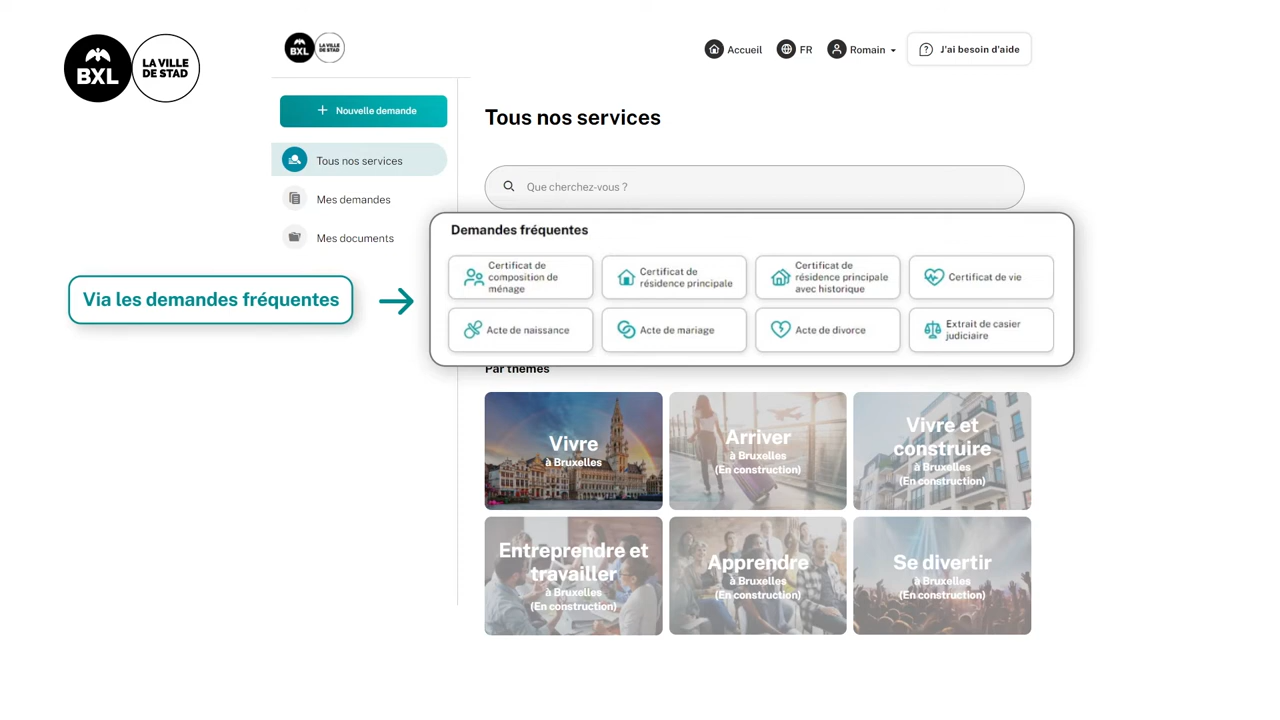 BXL
LA VILLE
DE STAD
BXL
LA VILLE
DE STAD
Accueil
FR
Romain
J'ai besoin d'aide
Nouvelle demande
Tous nos services
Mes demandes
Mes documents
Tous nos services
Que cherchez-vous ?
Via les demandes fréquentes
Demandes fréquentes
Certificat de
composition de
ménage
Certificat de
résidence principale
Certificat de
résidence principale
avec historique
Certificat de vie
Acte de naissance
Acte de mariage
Acte de divorce
Extrait de casier
judiciaire
Par thèmes
Vivre
à Bruxelles
Arriver
à Bruxelles
(En construction)
Vivre et
construire
à Bruxelles
(En construction)
Entreprendre et
travailler
à Bruxelles
(En construction)
Apprendre
à Bruxelles
(En construction)
Se divertir
à Bruxelles
(En construction)